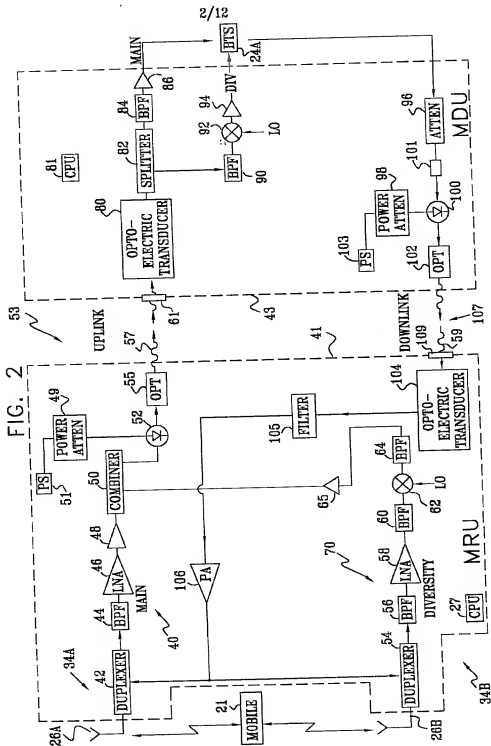 FIG. 2
53
2/12
MAIN
BTS
24A
86
84
BPF
82
SPLITTER
81
CPU
80
OPTO-
ELECTRIC
TRANSDUCER
94
DIV
92
LO
BPF
90
96
ATTEN
MDU
101
98
POWER
ATTEN
103
PS
100
102
OPT
61
43
UPLINK
57
DOWNLINK
107
109
59
41
49
POWER
ATTEN
PS
51
55
OPT
52
50
COMBINER
48
46
LNA
MAIN
44
BPF
40
34A
42
DUPLEXER
26A
104
OPTO-
ELECTRIC
TRANSDUCER
105
FILTER
64
BPF
65
LO
62
60
BPF
MRU
106
PA
70
58
LNA
56
BPF
DIVERSITY
54
DUPLEXER
27
CPU
21
MOBILE
26B
34B